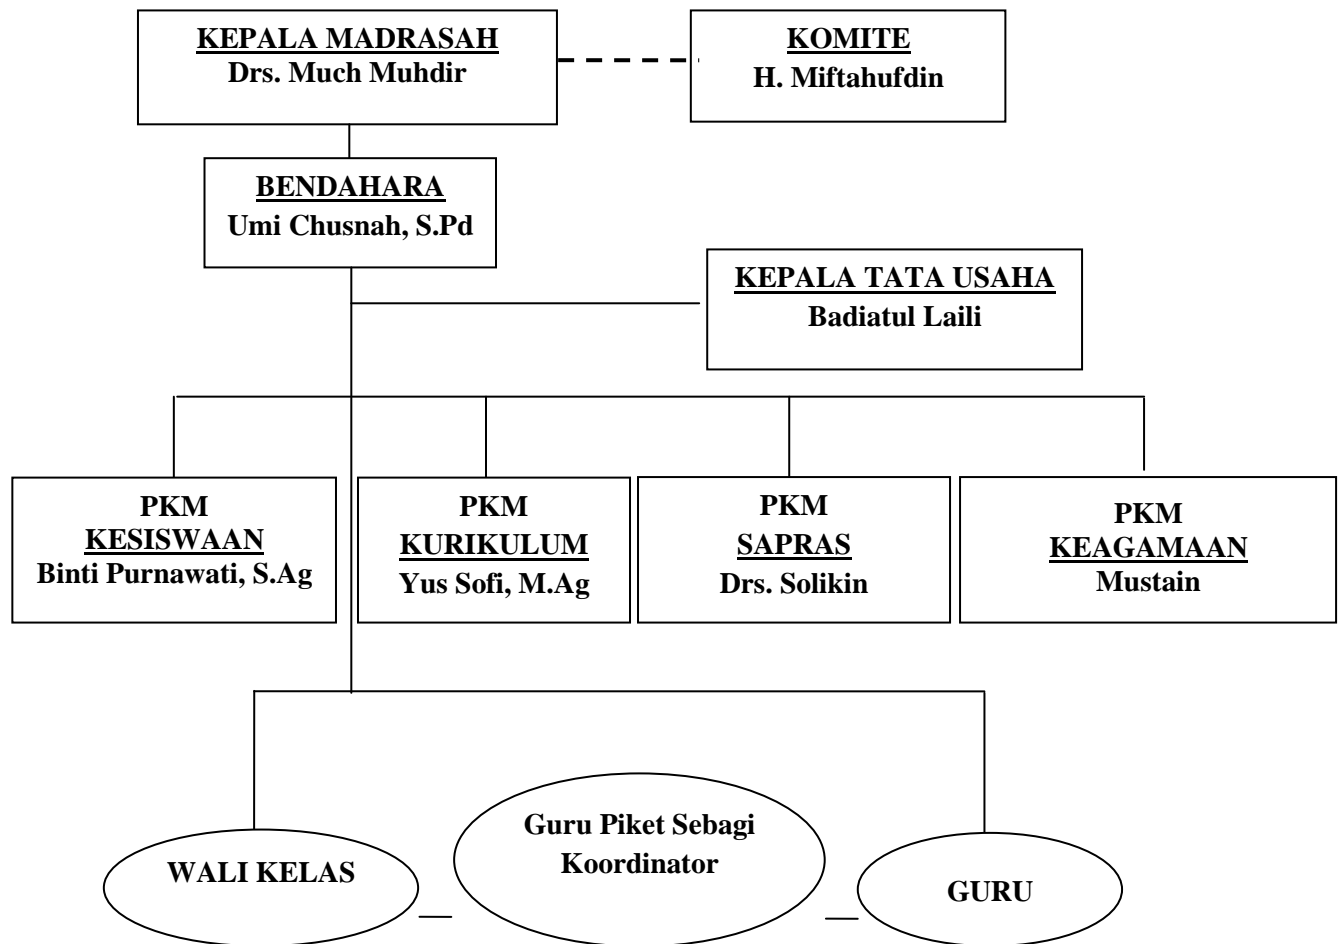 KEPALA MADRASAH
Drs. Much Muhdir
KOMITE
H. Miftahufdin
BENDAHARA
Umi Chusnah, S.Pd
KEPALA TATA USAHA
Badiatul Laili
PKM
KESISWAAN
Binti Purnawati, S.Ag
PKM
KURIKULUM
Yus Sofi, M.Ag
PKM
SAPRAS
Drs. Solikin
PKM
KEAGAMAAN
Mustain
WALI KELAS
Guru Piket Sebagi
Koordinator
GURU